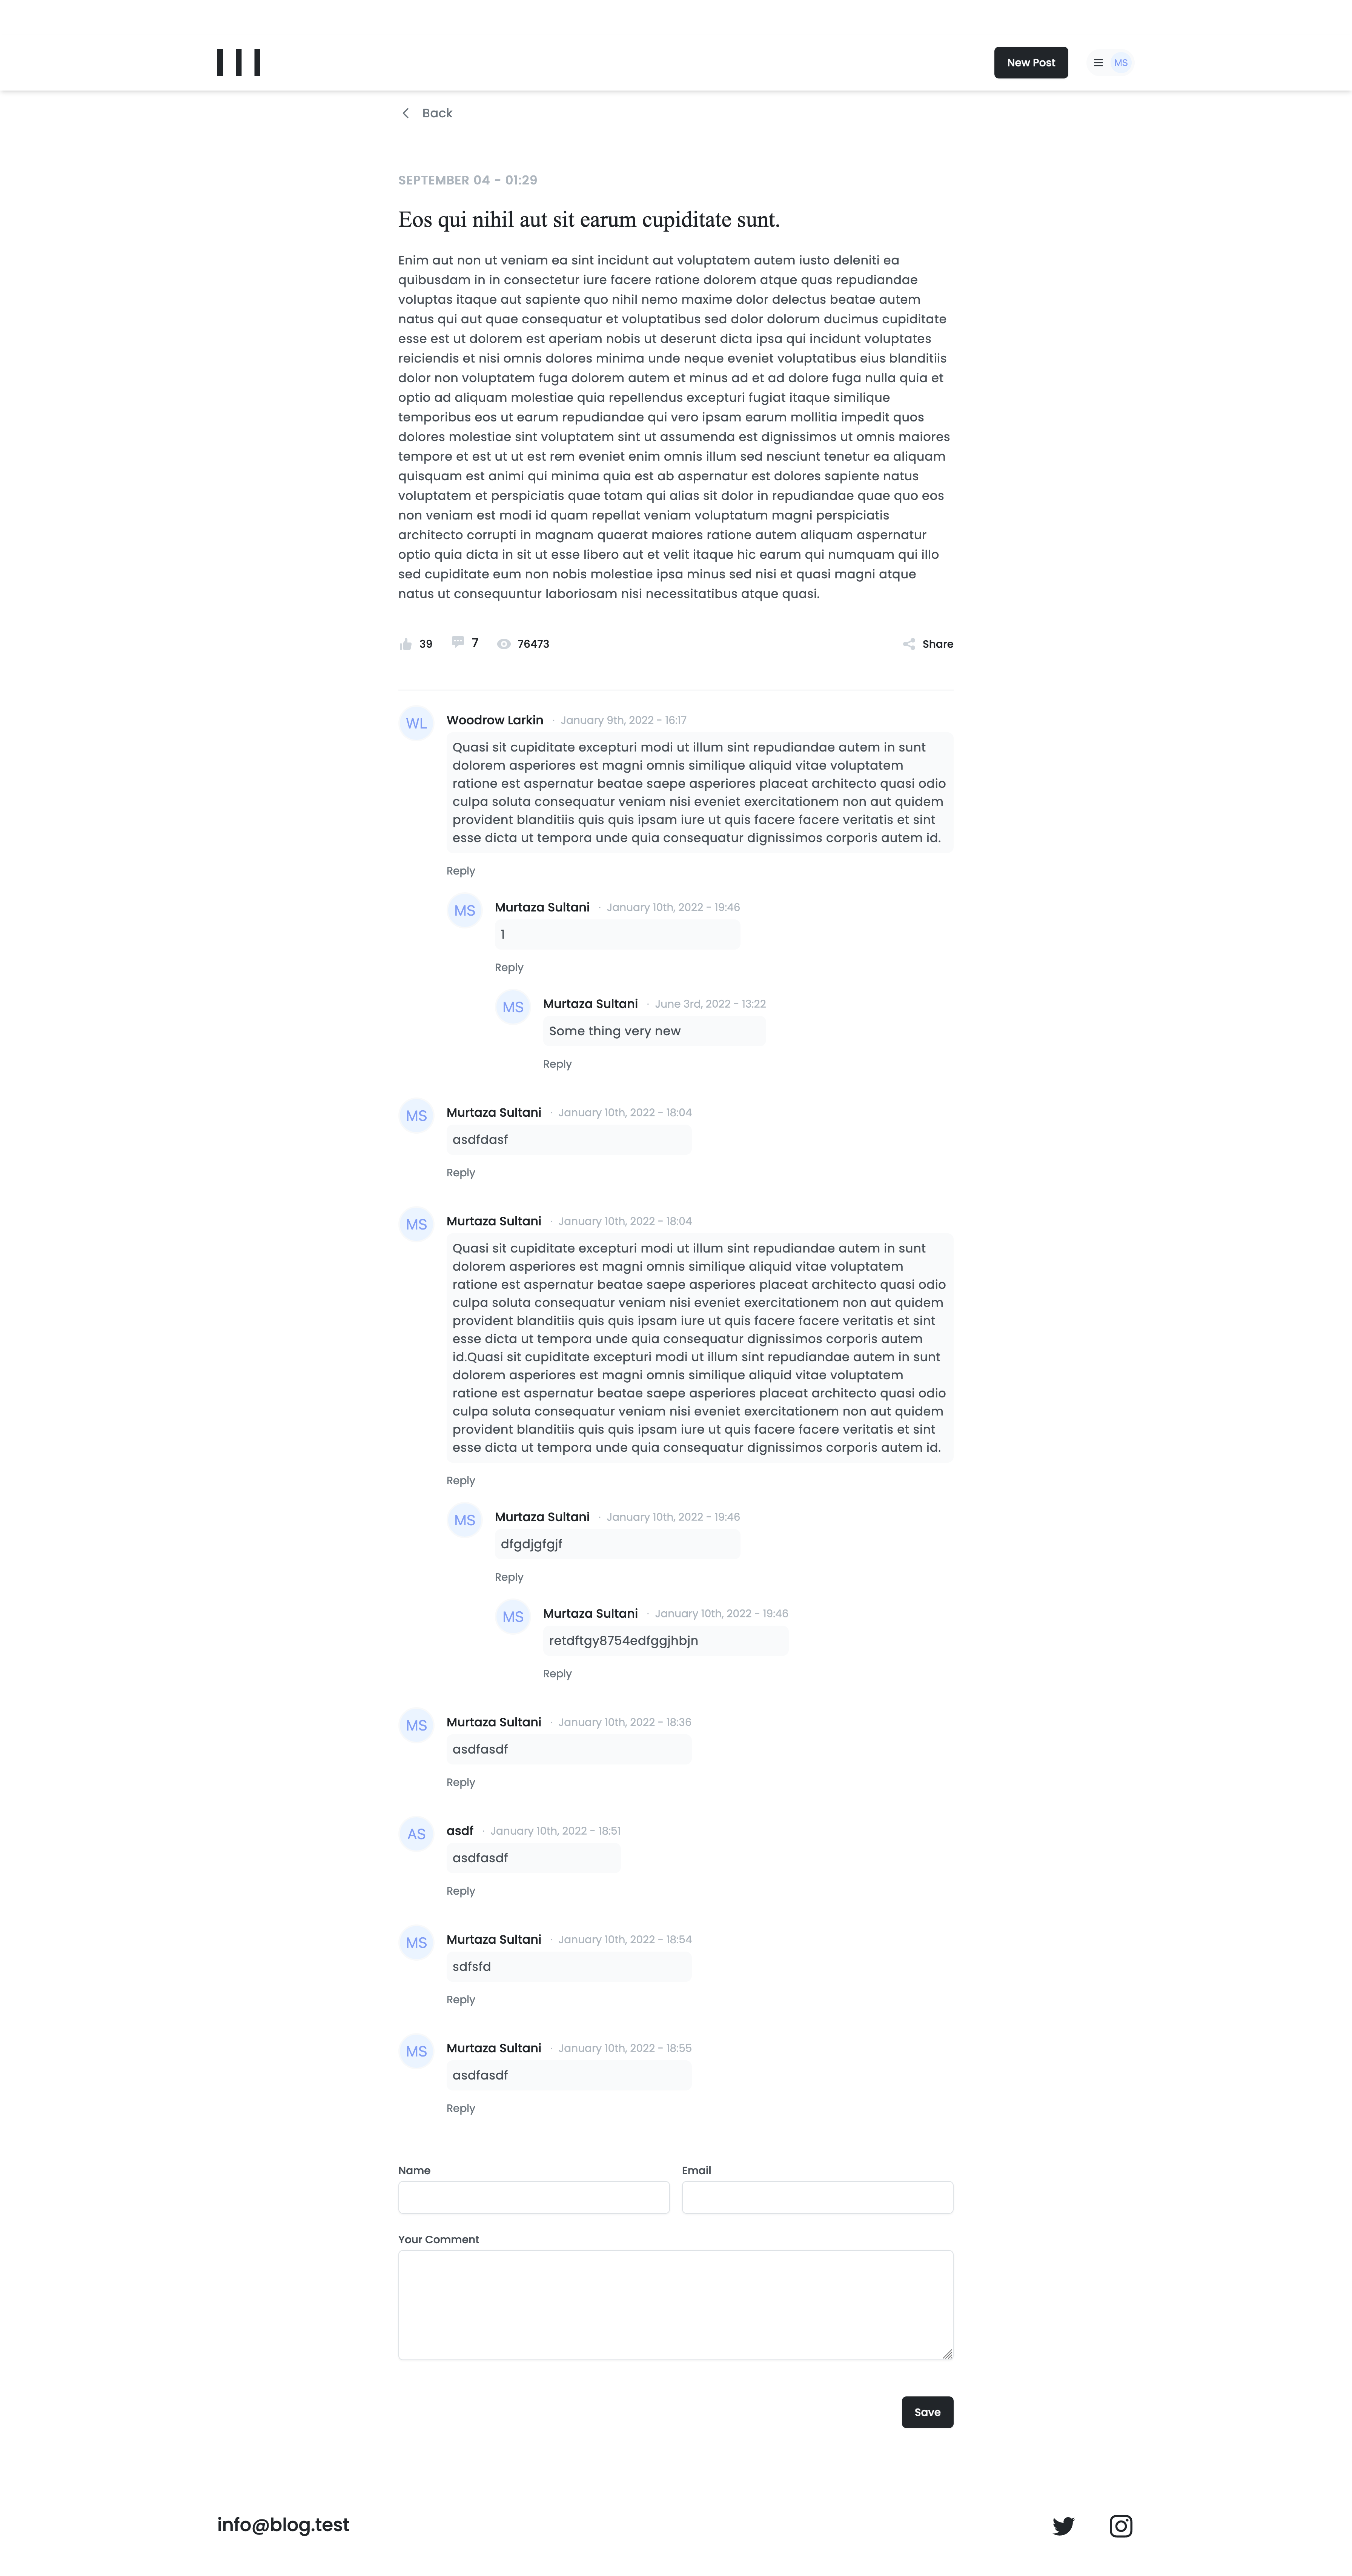 New Post
MS
Back
SEPTEMBER 04 - 01:29
Eos qui nihil aut sit earum cupiditate sunt.
Enim aut non ut veniam ea sint incidunt aut voluptatem autem iusto deleniti ea
quibusdam in in consectetur iure facere ratione dolorem atque quas repudiandae
voluptas itaque aut sapiente quo nihil nemo maxime dolor delectus beatae autem
natus qui aut quae consequatur et voluptatibus sed dolor dolorum ducimus cupiditate
esse est ut dolorem est aperiam nobis ut deserunt dicta ipsa qui incidunt voluptates
reiciendis et nisi omnis dolores minima unde neque eveniet voluptatibus eius blanditiis
dolor non voluptatem fuga dolorem autem et minus ad et ad dolore fuga nulla quia et
optio ad aliquam molestiae quia repellendus excepturi fugiat itaque similique
temporibus eos ut earum repudiandae qui vero ipsam earum mollitia impedit quos
dolores molestiae sint voluptatem sint ut assumenda est dignissimos ut omnis maiores
tempore et est ut ut est rem eveniet enim omnis illum sed nesciunt tenetur ea aliquam
quisquam est animi qui minima quia est ab aspernatur est dolores sapiente natus
voluptatem et perspiciatis quae totam qui alias sit dolor in repudiandae quae quo eos
non veniam est modi id quam repellat veniam voluptatum magni perspiciatis
architecto corrupti in magnam quaerat maiores ratione autem aliquam aspernatur
optio quia dicta in sit ut esse libero aut et velit itaque hic earum qui numquam qui illo
sed cupiditate eum non nobis molestiae ipsa minus sed nisi et quasi magni atque
natus ut consequuntur laboriosam nisi necessitatibus atque quasi.
39 7 76473 Share
WL Woodrow Larkin · January 9th, 2022 - 16:17
Quasi sit cupiditate excepturi modi ut illum sint repudiandae autem in sunt
dolorem asperiores est magni omnis similique aliquid vitae voluptatem
ratione est aspernatur beatae saepe asperiores placeat architecto quasi odio
culpa soluta consequatur veniam nisi eveniet exercitationem non aut quidem
provident blanditiis quis quis ipsam iure ut quis facere facere veritatis et sint
esse dicta ut tempora unde quia consequatur dignissimos corporis autem id.
Reply
MS Murtaza Sultani · January 10th, 2022 - 19:46
1
Reply
MS Murtaza Sultani · June 3rd, 2022 - 13:22
Some thing very new
Reply
MS Murtaza Sultani · January 10th, 2022 - 18:04
asdfdasf
Reply
MS Murtaza Sultani · January 10th, 2022 - 18:04
Quasi sit cupiditate excepturi modi ut illum sint repudiandae autem in sunt
dolorem asperiores est magni omnis similique aliquid vitae voluptatem
ratione est aspernatur beatae saepe asperiores placeat architecto quasi odio
culpa soluta consequatur veniam nisi eveniet exercitationem non aut quidem
provident blanditiis quis quis ipsam iure ut quis facere facere veritatis et sint
esse dicta ut tempora unde quia consequatur dignissimos corporis autem
id.Quasi sit cupiditate excepturi modi ut illum sint repudiandae autem in sunt
dolorem asperiores est magni omnis similique aliquid vitae voluptatem
ratione est aspernatur beatae saepe asperiores placeat architecto quasi odio
culpa soluta consequatur veniam nisi eveniet exercitationem non aut quidem
provident blanditiis quis quis ipsam iure ut quis facere facere veritatis et sint
esse dicta ut tempora unde quia consequatur dignissimos corporis autem id.
Reply
MS Murtaza Sultani · January 10th, 2022 - 19:46
dfgdjgfgjf
Reply
MS Murtaza Sultani · January 10th, 2022 - 19:46
retdftgy8754edfggjhbjn
Reply
MS Murtaza Sultani · January 10th, 2022 - 18:36
asdfasdf
Reply
AS asdf · January 10th, 2022 - 18:51
asdfasdf
Reply
MS Murtaza Sultani · January 10th, 2022 - 18:54
sdfsfd
Reply
MS Murtaza Sultani · January 10th, 2022 - 18:55
asdfasdf
Reply
Name Email
Your Comment
Save
info@blog.test